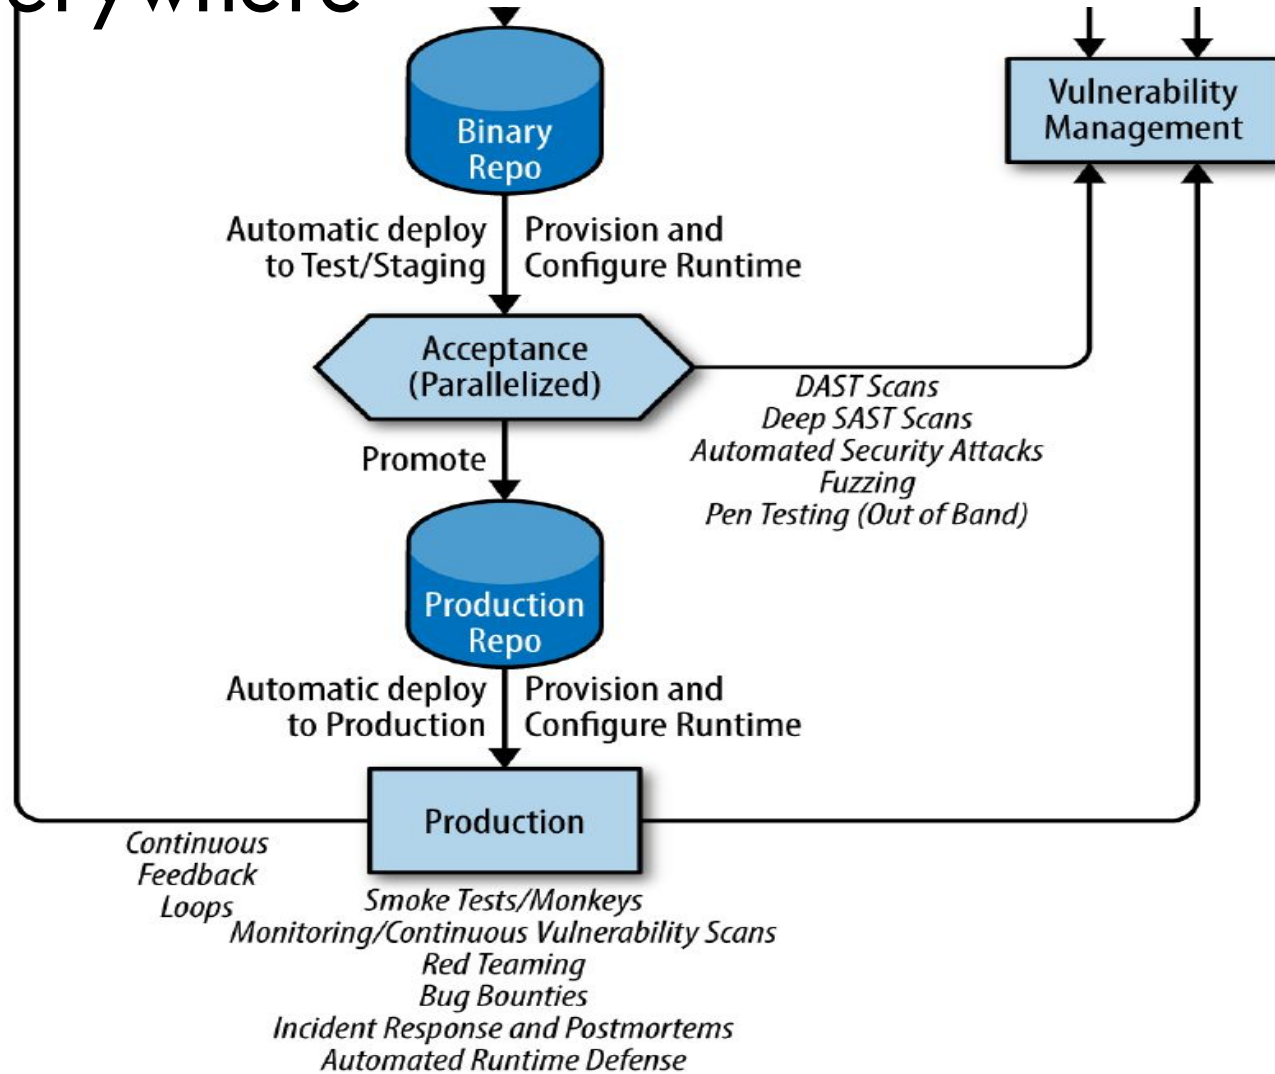 Binary
Repo
Vulnerability
Management
Automatic deploy
to Test/Staging
Provision and
Configure Runtime
Acceptance
(Parallelized)
DAST Scans
Deep SAST Scans
Automated Security Attacks
Fuzzing
Pen Testing (Out of Band)
Promote
Production
Repo
Automatic deploy
to Production
Provision and
Configure Runtime
Production
Continuous
Feedback
Loops
Smoke Tests/Monkeys
Monitoring/Continuous Vulnerability Scans
Red Teaming
Bug Bounties
Incident Response and Postmortems
Automated Runtime Defense